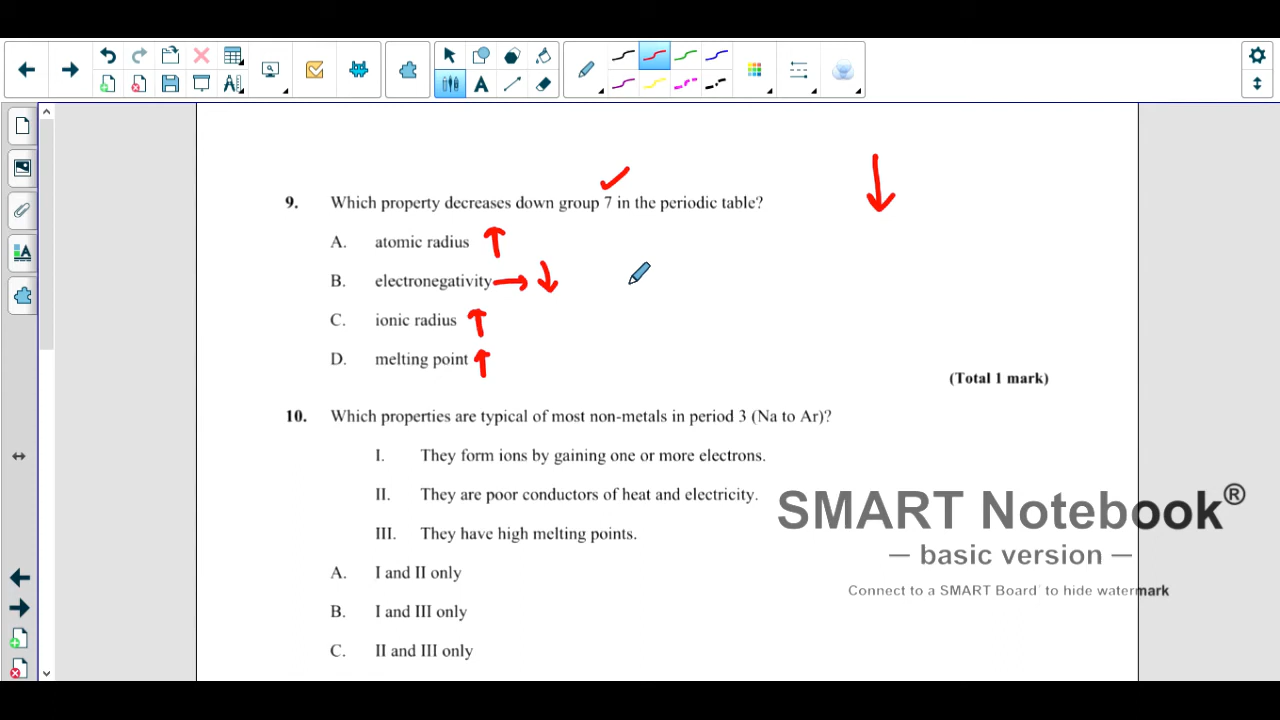 9. Which property decreases down group 7 in the periodic table?
A. atomic radius
B. electronegativity
C. ionic radius
D. melting point
(Total 1 mark)
10. Which properties are typical of most non-metals in period 3 (Na to Ar)?
I. They form ions by gaining one or more electrons.
II. They are poor conductors of heat and electricity.
III. They have high melting points.
SMART Notebook®
— basic version —
Connect to a SMART Board™ to hide watermark
A. I and II only
B. I and III only
C. II and III only